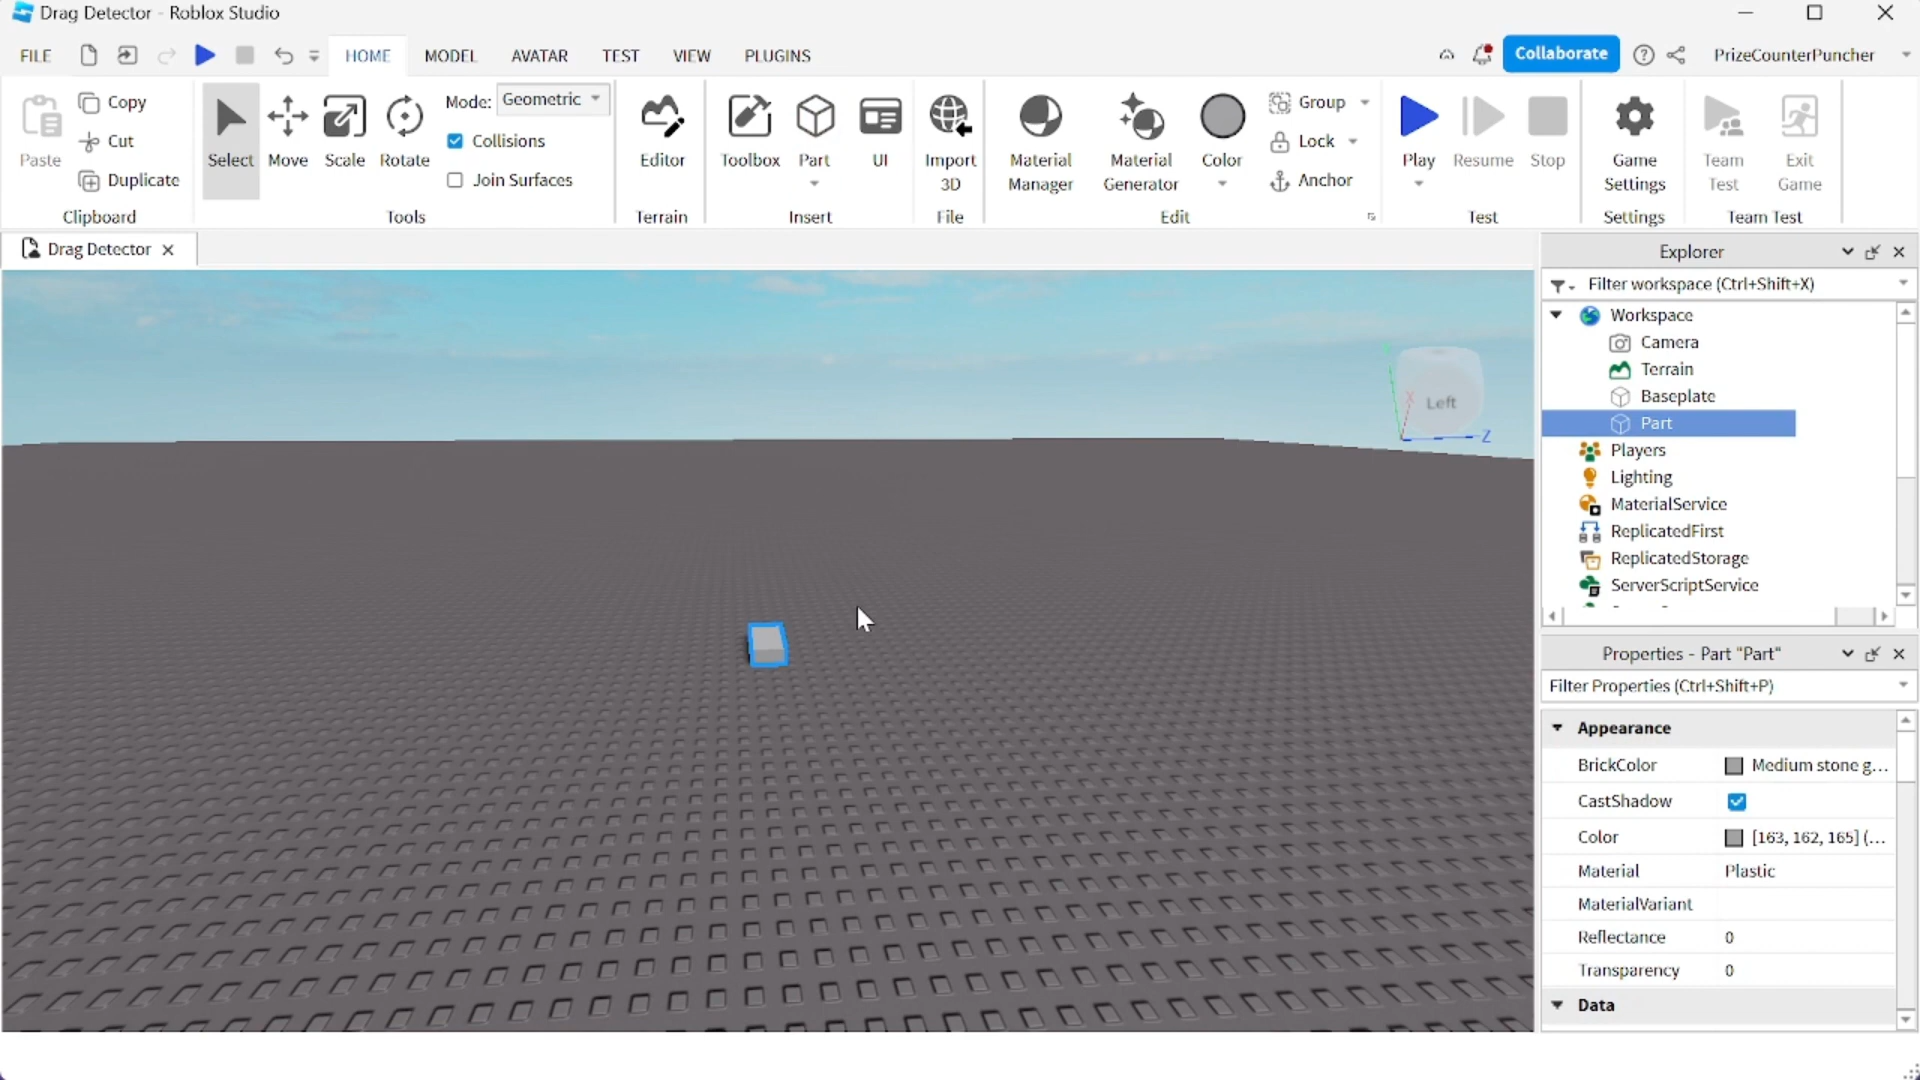 Drag Detector - Roblox Studio
FILE HOME MODEL AVATAR TEST VIEW PLUGINS Collaborate PrizeCounterPuncher
Paste Copy Cut Duplicate
Clipboard
Select Move Scale Rotate Mode: Geometric
Collisions
Join Surfaces
Tools
Editor
Terrain
Toolbox Part UI
Insert
Import 3D
File
Material Manager Material Generator Color
Group
Lock
Anchor
Edit
Play Resume Stop
Test
Game Settings
Settings
Team Test Exit Game
Team Test
Drag Detector
Left
X
Z
Explorer
Filter workspace (Ctrl+Shift+X)
Workspace
Camera
Terrain
Baseplate
Part
Players
Lighting
MaterialService
ReplicatedFirst
ReplicatedStorage
ServerScriptService
Properties - Part "Part"
Filter Properties (Ctrl+Shift+P)
Appearance
BrickColor Medium stone g...
CastShadow
Color [163, 162, 165] (...
Material Plastic
MaterialVariant
Reflectance 0
Transparency 0
Data